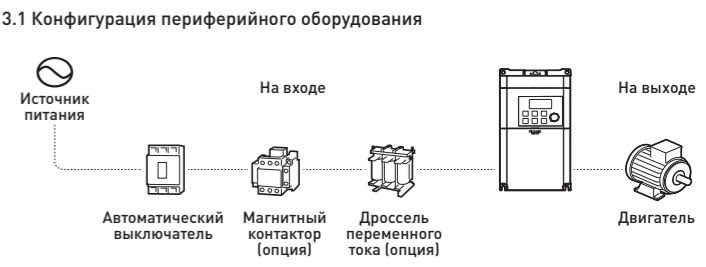 3.1 Конфигурация периферийного оборудования
Источник
питания
На входе
На выходе
Автоматический
выключатель
Магнитный
контактор
(опция)
Дроссель
переменного
тока (опция)
Двигатель